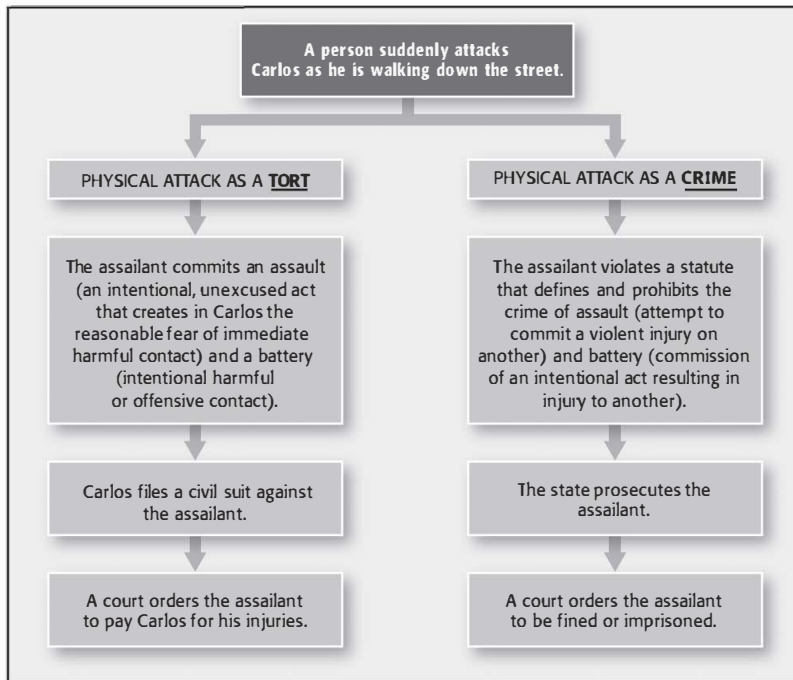 A person suddenly attacks
Carlos as he is walking down the street.
PHYSICAL ATTACK AS A TORT
The assailant commits an assault
(an intentional, unexcused act
that creates in Carlos the
reasonable fear of immediate
harmful contact) and a battery
(intentional harmful
or offensive contact).
Carlos files a civil suit against
the assailant.
A court orders the assailant
to pay Carlos for his injuries.
PHYSICAL ATTACK AS A CRIME
The assailant violates a statute
that defines and prohibits the
crime of assault (attempt to
commit a violent injury on
another) and battery (commission
of an intentional act resulting in
injury to another).
The state prosecutes the
assailant.
A court orders the assailant
to be fined or imprisoned.